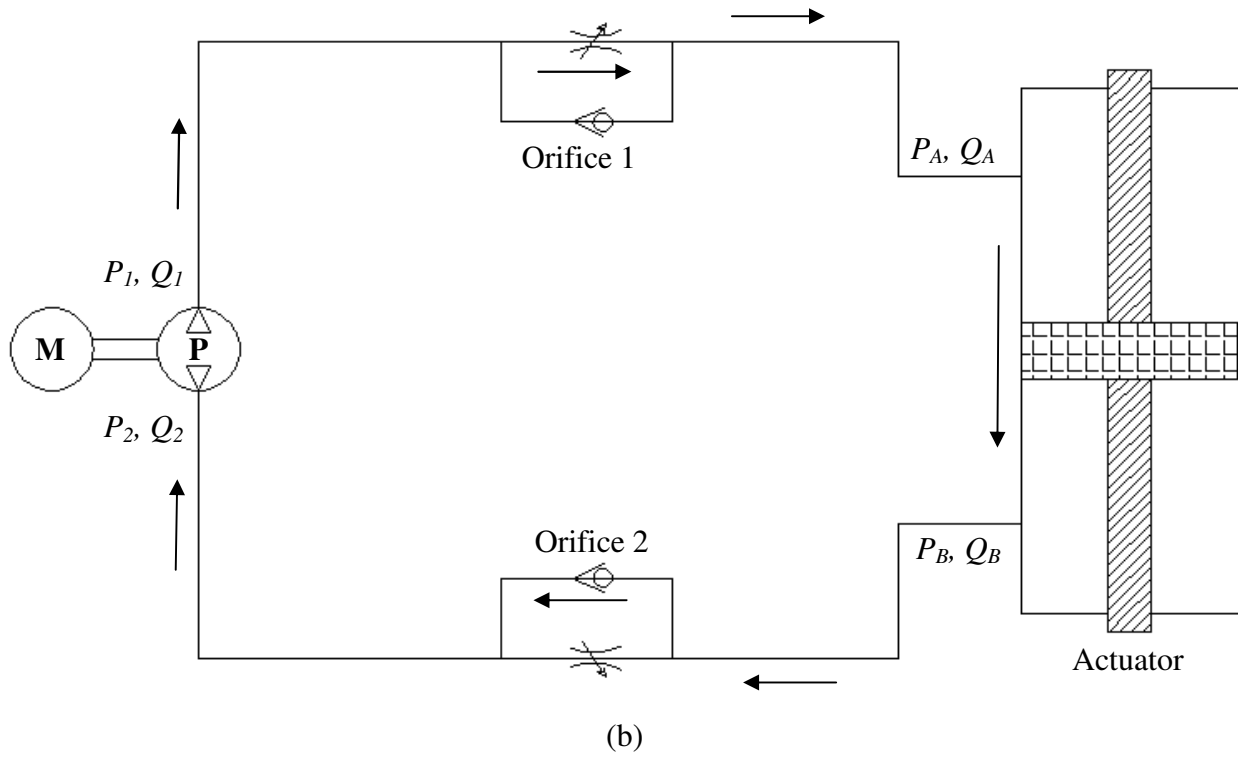 Orifice 1
P_A, Q_A
P_1, Q_1
M
P
P_2, Q_2
Orifice 2
P_B, Q_B
Actuator
(b)